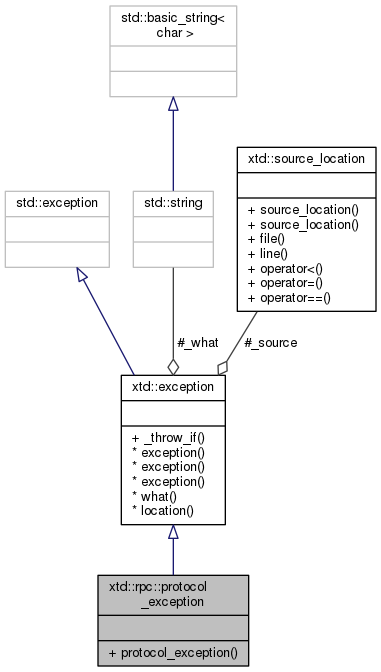 std::basic_string<
char >
xtd::source_location
+ source_location()
+ source_location()
+ file()
+ line()
+ operator<()
+ operator=()
+ operator==()
std::exception
std::string
#_what
#_source
xtd::exception
+ _throw_if()
* exception()
* exception()
* exception()
* what()
* location()
xtd::rpc::protocol
_exception
+ protocol_exception()